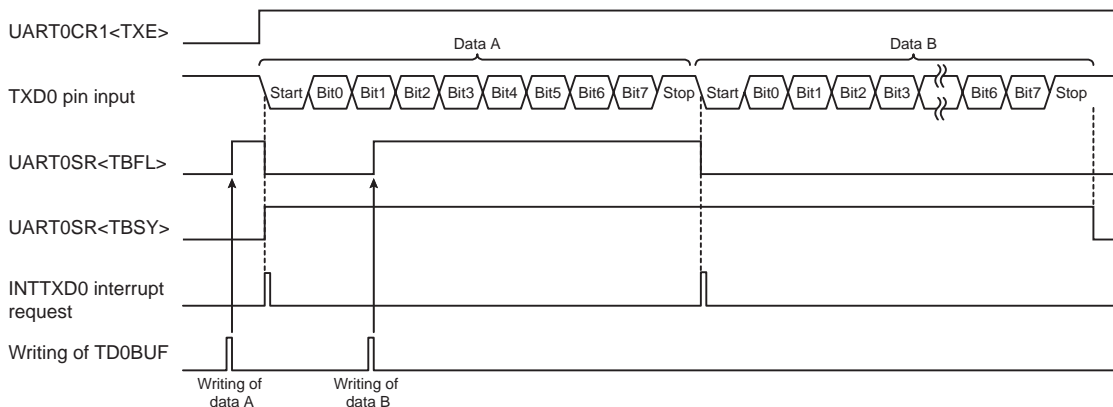 UART0CR1<TXE>
Data A
Data B
TXD0 pin input
Start Bit0 Bit1 Bit2 Bit3 Bit4 Bit5 Bit6 Bit7 Stop Start Bit0 Bit1 Bit2 Bit3 Bit6 Bit7 Stop
UART0SR<TBFL>
UART0SR<TBSY>
INTTXD0 interrupt
request
Writing of TD0BUF
Writing of
data A
Writing of
data B